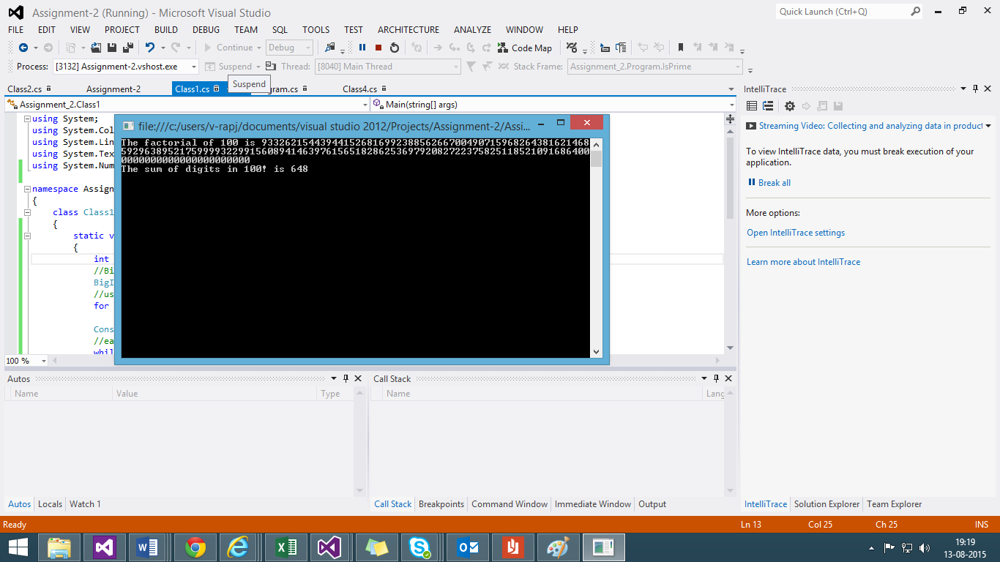 Assignment-2 (Running) - Microsoft Visual Studio
Quick Launch (Ctrl+Q)
FILE EDIT VIEW PROJECT BUILD DEBUG TEAM SQL TOOLS TEST ARCHITECTURE ANALYZE WINDOW HELP
Continue Debug Code Map
Process: [3132] Assignment-2.vshost.exe Suspend Thread: [8040] Main Thread Stack Frame: Assignment_2.Program.IsPrime
Suspend
Class2.cs Assignment-2 Class1.cs gram.cs Class4.cs
Assignment_2.Class1 Main(string[] args)
using System;
using System.Col
using System.Lin
using System.Tex
using System.Num
namespace Assign
{
class Class1
{
static v
{
int
//Bi
BigI
//us
for
Cons
//ea
whil
100 %
file:///c:/users/v-rapj/documents/visual studio 2012/Projects/Assignment-2/Assi...
The factorial of 100 is 93326215443944152681699238856266700490715968264381621468
59296389521759999322991560894146397615651828625369792082722375825118521091686400
0000000000000000000000
The sum of digits in 100! is 648
IntelliTrace
Streaming Video: Collecting and analyzing data in product
To view IntelliTrace data, you must break execution of your
application.
Break all
More options:
Open IntelliTrace settings
Learn more about IntelliTrace
Autos
Name Value Type
Call Stack
Name Lang
Autos Locals Watch 1
Call Stack Breakpoints Command Window Immediate Window Output
IntelliTrace Solution Explorer Team Explorer
Ready Ln 13 Col 25 Ch 25 INS
19:19
13-08-2015